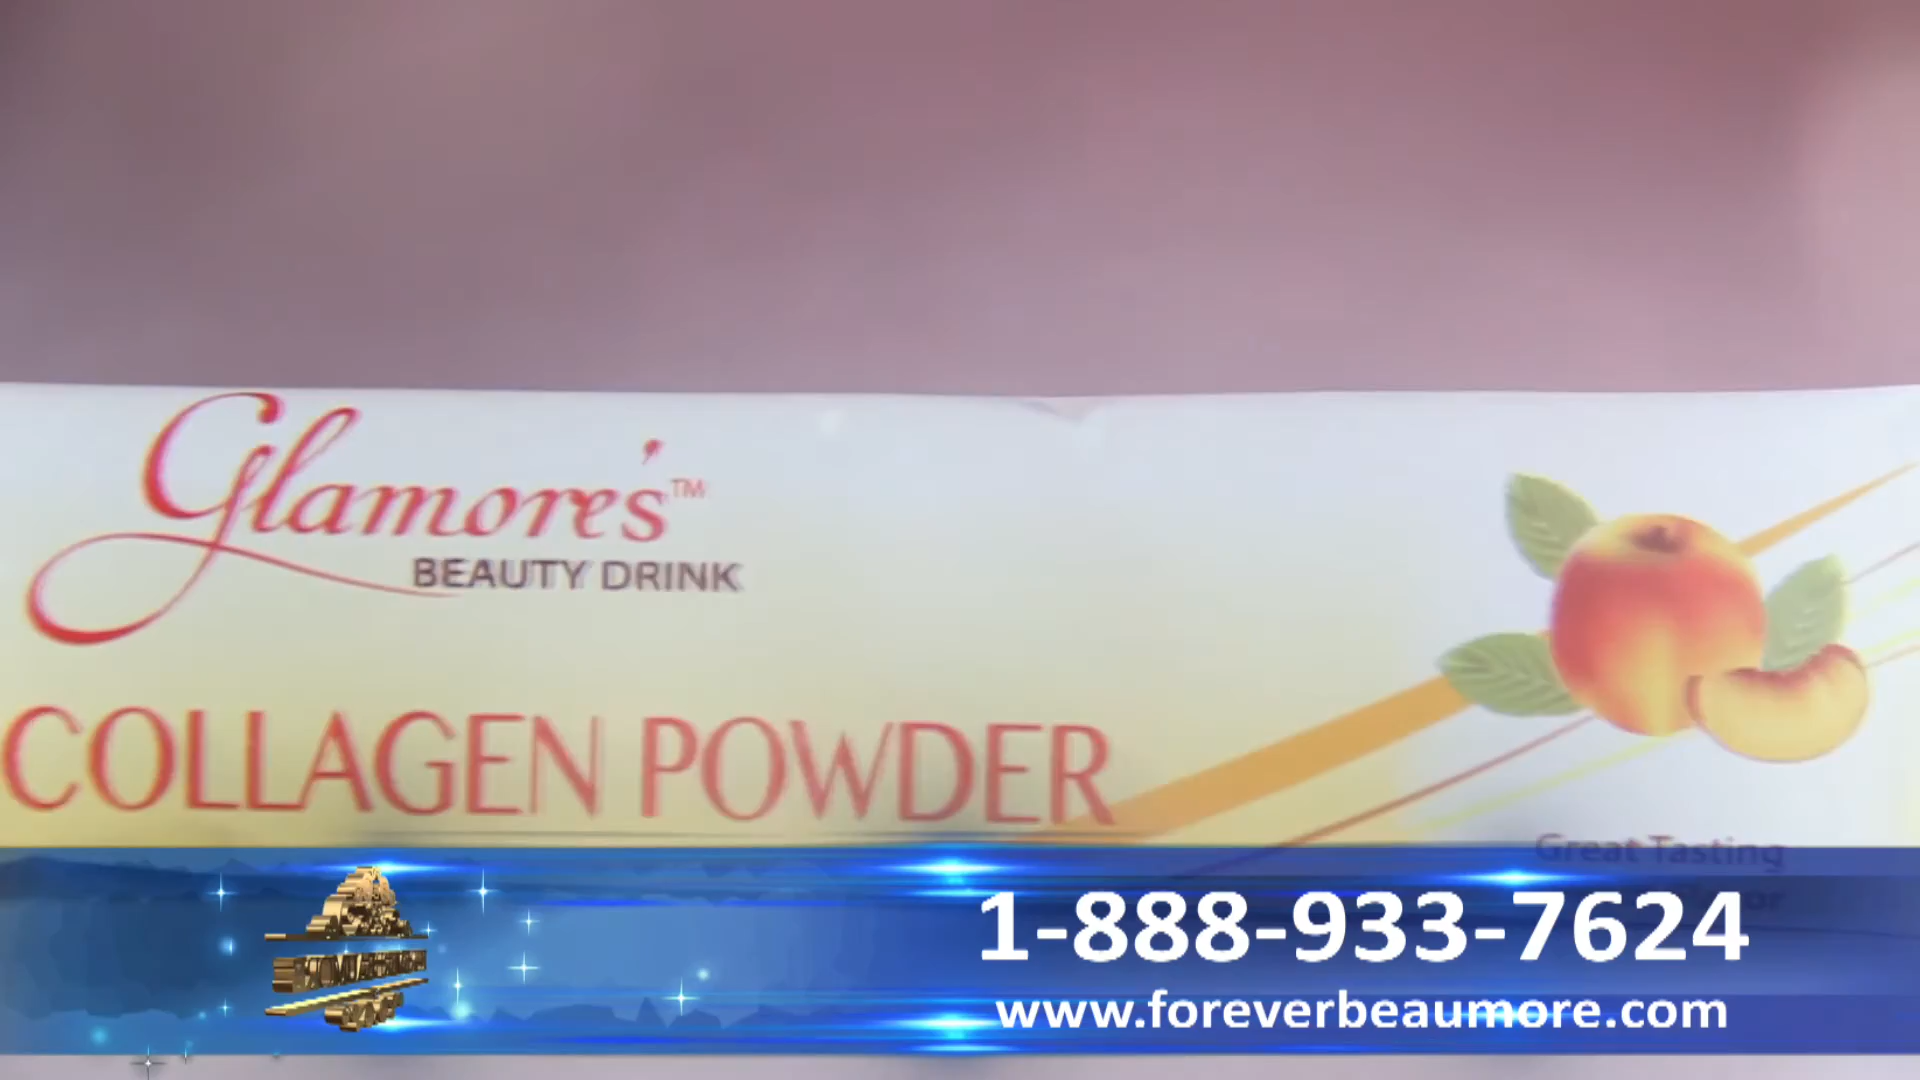 Glamore's™
BEAUTY DRINK
COLLAGEN POWDER
Great Tasting
1-888-933-7624
www.foreverbeaumore.com